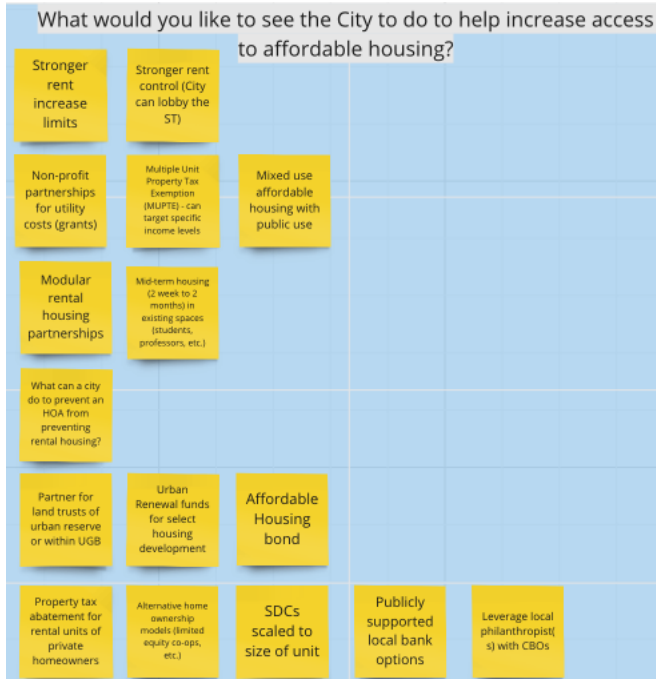 What would you like to see the City to do to help increase access
to affordable housing?
Stronger
rent
increase
limits
Stronger rent
control (City
can lobby the
ST)
Non-profit
partnerships
for utility
costs (grants)
Multiple Unit
Property Tax
Exemption
(MUPTE) - can
target specific
income levels
Mixed use
affordable
housing with
public use
Modular
rental
housing
partnerships
Mid-term housing
(2 week to 2
months) in
existing spaces
(students,
professors, etc.)
What can a city
do to prevent an
HOA from
preventing
rental housing?
Partner for
land trusts of
urban reserve
or within UGB
Urban
Renewal funds
for select
housing
development
Affordable
Housing
bond
Property tax
abatement for
rental units of
private
homeowners
Alternative home
ownership
models (limited
equity co-ops,
etc.)
SDCs
scaled to
size of unit
Publicly
supported
local bank
options
Leverage local
philanthropist(
s) with CBOs